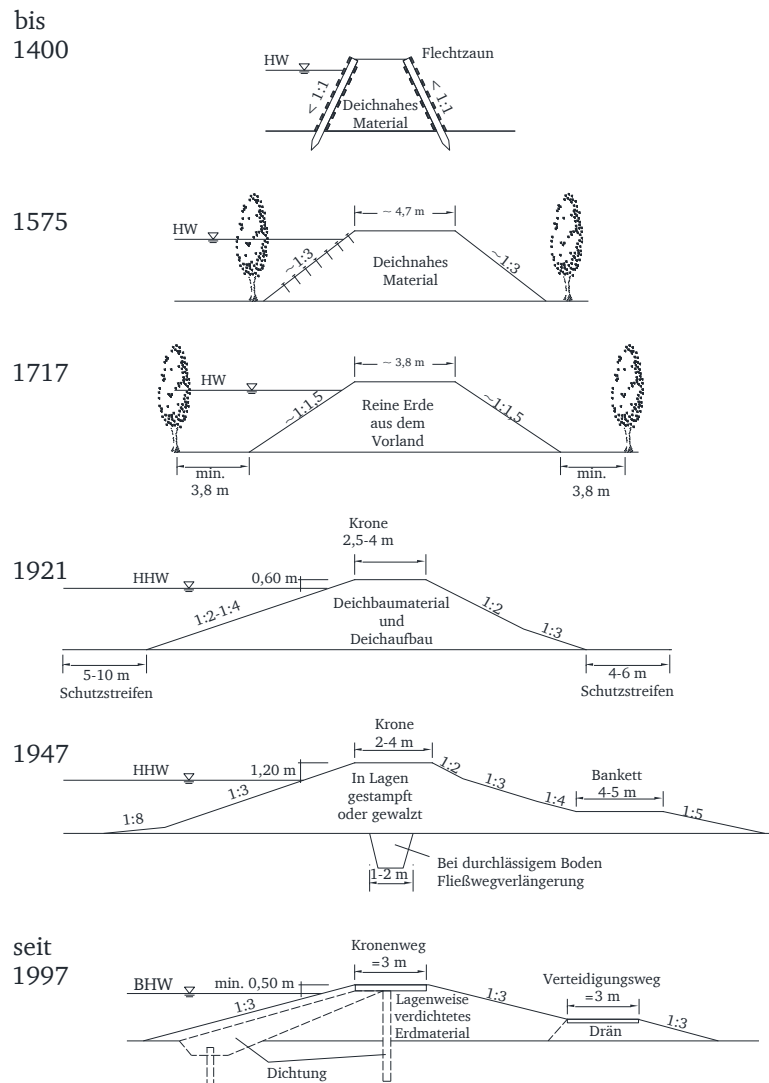 bis
1400
HW
Flechtzaun
< 1:1
< 1:1
Deichnahes
Material
1575
HW
~ 4,7 m
~1:3
Deichnahes
Material
~1:3
1717
HW
~ 3,8 m
~1:1,5
Reine Erde
aus dem
Vorland
~1:1,5
min.
3,8 m
min.
3,8 m
1921
Krone
2,5-4 m
HHW
0,60 m
1:2-1:4
Deichbaumaterial
und
Deichaufbau
1:2
1:3
5-10 m
Schutzstreifen
4-6 m
Schutzstreifen
1947
Krone
2-4 m
HHW
1,20 m
1:8
1:3
In Lagen
gestampft
oder gewalzt
1:2
1:3
1:4
Bankett
4-5 m
1:5
1-2 m
Bei durchlässigem Boden
Fließwegverlängerung
seit
1997
Kronenweg
=3 m
BHW
min. 0,50 m
1:3
Lagenweise
verdichtetes
Erdmaterial
1:3
Verteidigungsweg
=3 m
Drän
1:3
Dichtung